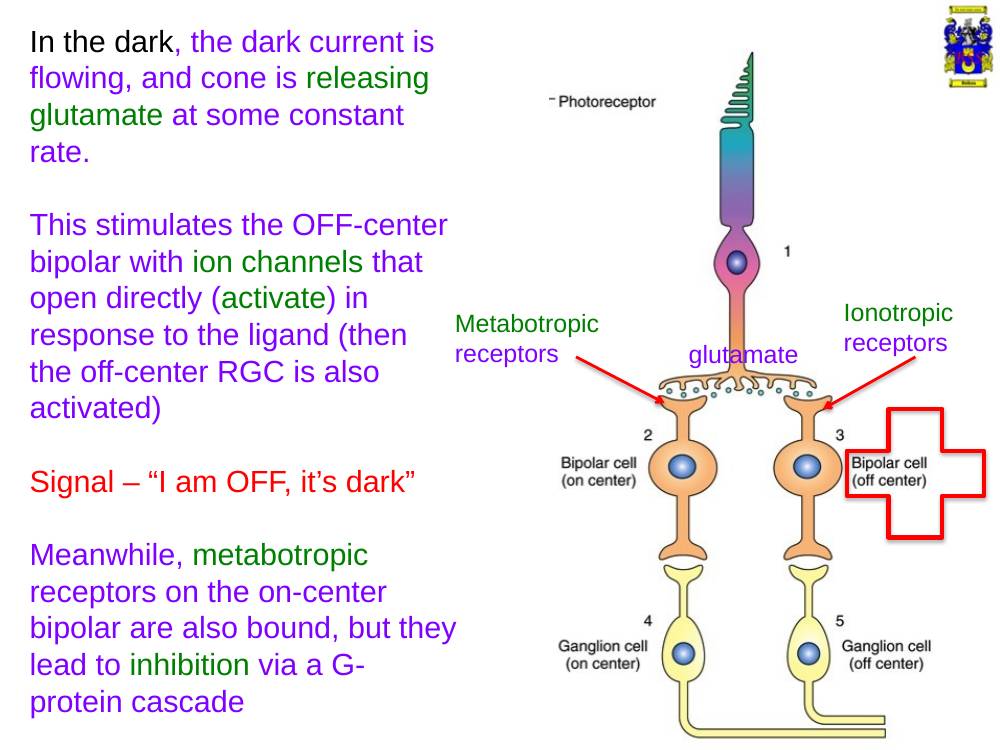 In the dark, the dark current is
flowing, and cone is releasing
glutamate at some constant
rate.
This stimulates the OFF-center
bipolar with ion channels that
open directly (activate) in
response to the ligand (then
the off-center RGC is also
activated)
Signal – “I am OFF, it’s dark”
Meanwhile, metabotropic
receptors on the on-center
bipolar are also bound, but they
lead to inhibition via a G-
protein cascade
Photoreceptor
1
Metabotropic
receptors
glutamate
Ionotropic
receptors
2
Bipolar cell
(on center)
3
Bipolar cell
(off center)
4
Ganglion cell
(on center)
5
Ganglion cell
(off center)